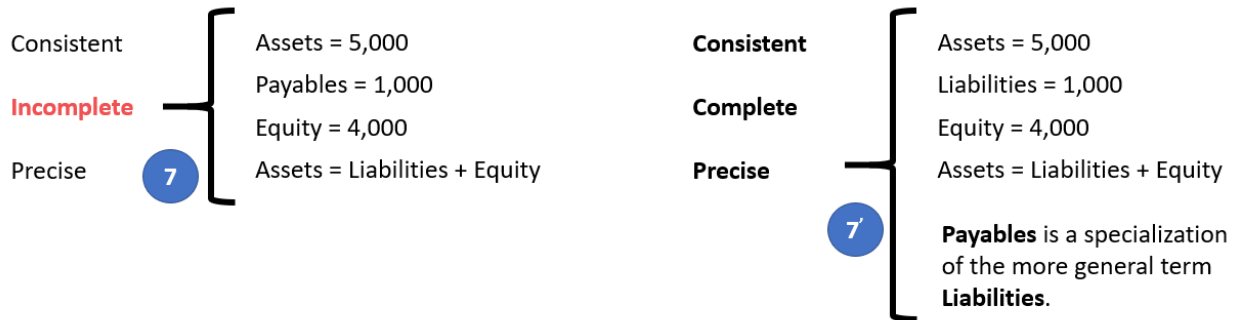 Consistent
Incomplete
Precise
7
Assets = 5,000
Payables = 1,000
Equity = 4,000
Assets = Liabilities + Equity
Consistent
Complete
Precise
7′
Assets = 5,000
Liabilities = 1,000
Equity = 4,000
Assets = Liabilities + Equity
Payables is a specialization
of the more general term
Liabilities.